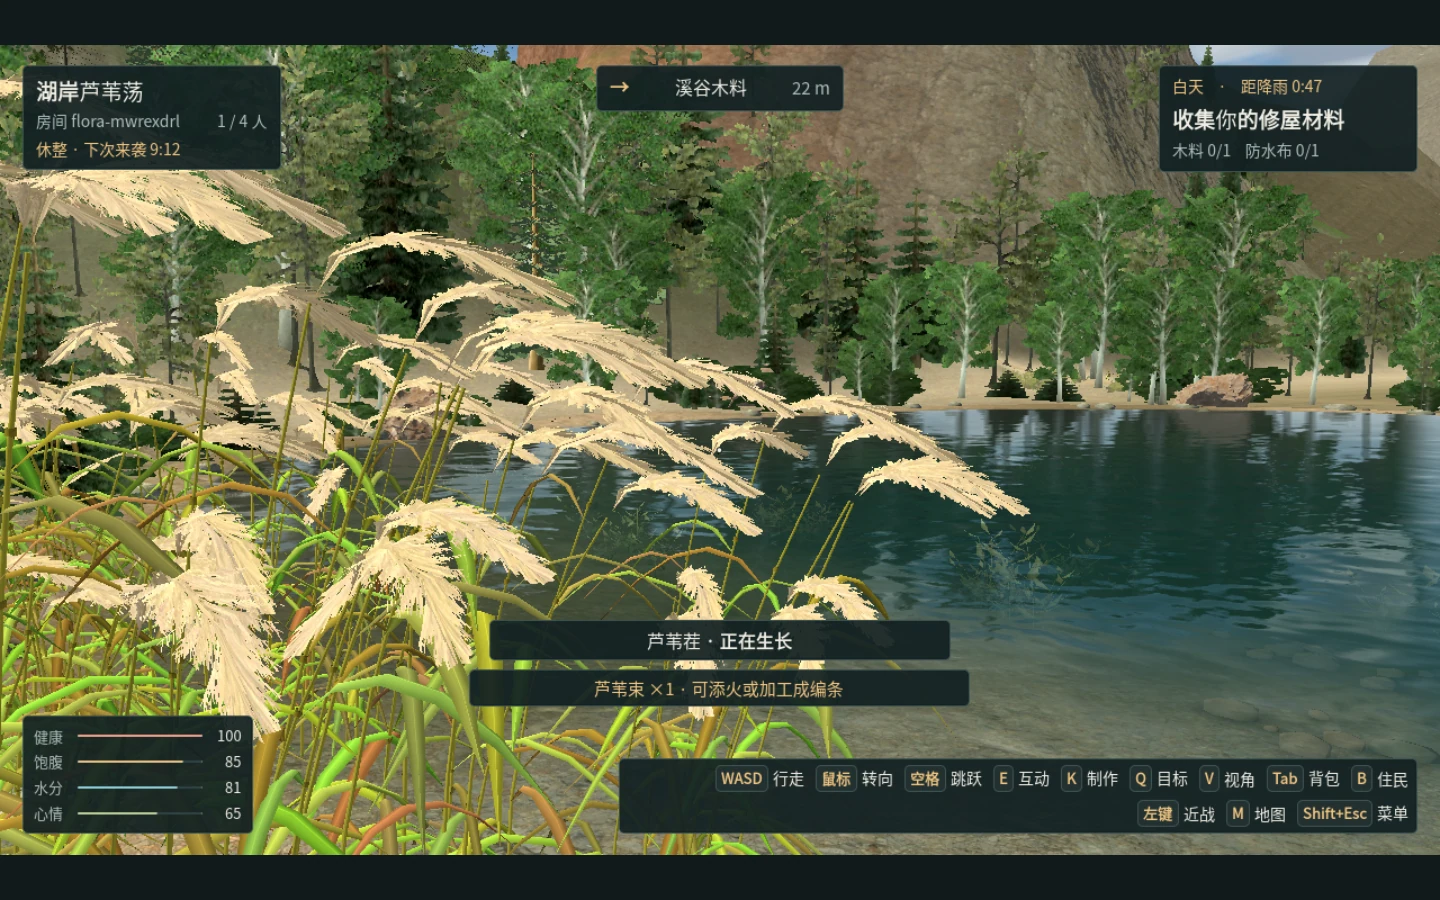 湖岸芦苇荡
房间 flora-mwrexdrl 1 / 4 人
休整 · 下次来袭 9:12
→ 溪谷木料 22 m
白天 · 距降雨 0:47
收集你的修屋材料
木料 0/1 防水布 0/1
芦苇茬 · 正在生长
芦苇束 ×1 · 可添火或加工成编条
健康 100
饱腹 85
水分 81
心情 65
WASD 行走 鼠标 转向 空格 跳跃 E 互动 K 制作 Q 目标 V 视角 Tab 背包 B 住民
左键 近战 M 地图 Shift+Esc 菜单